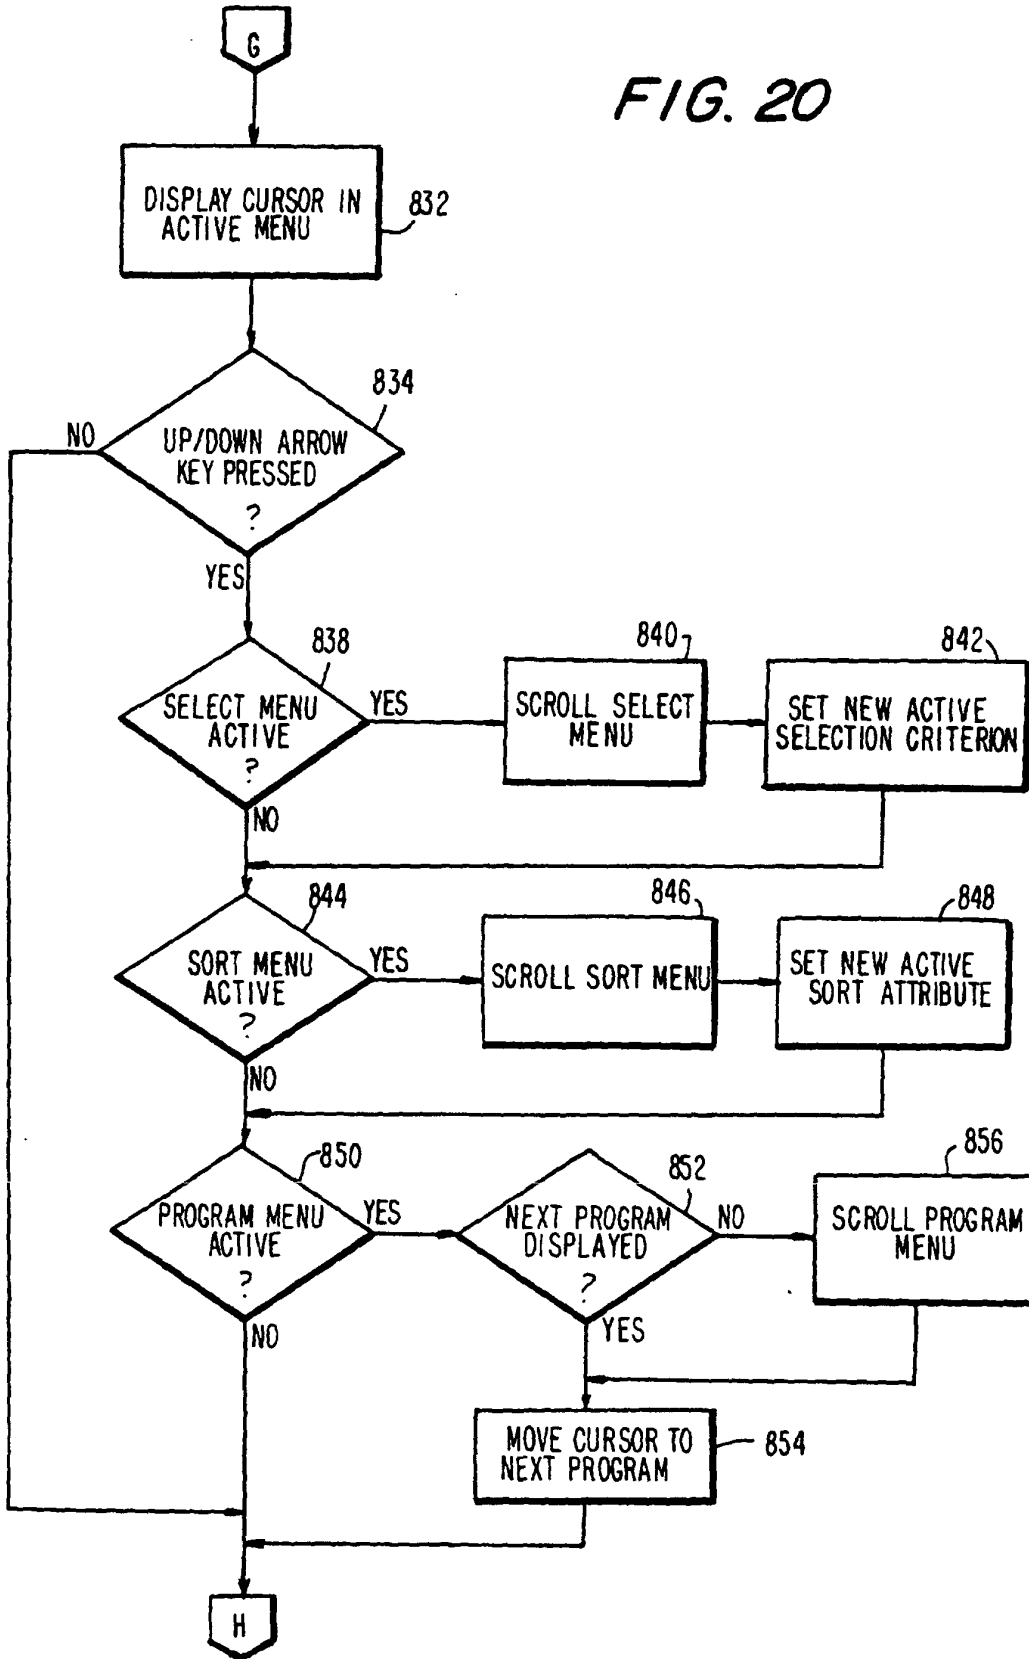 G
FIG. 20
DISPLAY CURSOR IN
ACTIVE MENU
832
834
NO
UP/DOWN ARROW
KEY PRESSED
?
YES
838
SELECT MENU
ACTIVE
?
YES
840
SCROLL SELECT
MENU
842
SET NEW ACTIVE
SELECTION CRITERION
NO
844
SORT MENU
ACTIVE
?
YES
846
SCROLL SORT MENU
848
SET NEW ACTIVE
SORT ATTRIBUTE
NO
850
PROGRAM MENU
ACTIVE
?
YES
852
NEXT PROGRAM
DISPLAYED
?
NO
856
SCROLL PROGRAM
MENU
NO
YES
MOVE CURSOR TO
NEXT PROGRAM
854
H